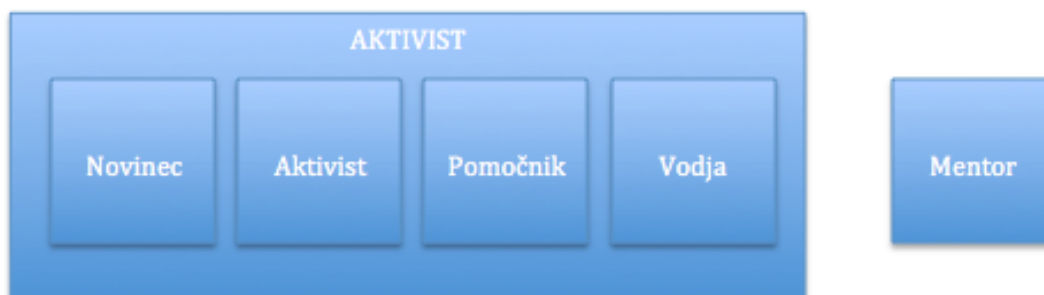 AKTIVIST
Novinec
Aktivist
Pomočnik
Vodja
Mentor